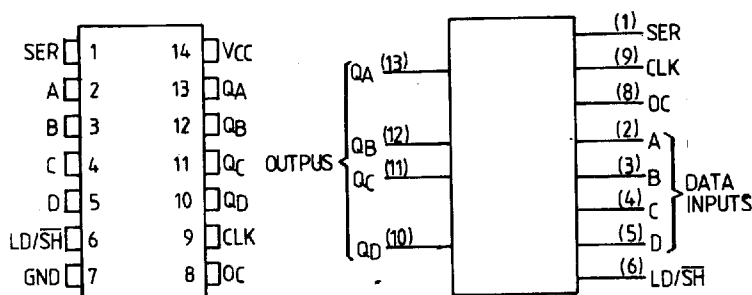 SER 1 14 VCC
A 2 13 QA
B 3 12 QB
C 4 11 QC
D 5 10 QD
LD/SH 6 9 CLK
GND 7 8 OC
OUTPUS
QA (13)
QB (12)
QC (11)
QD (10)
(1) SER
(9) CLK
(8) OC
(2) A
(3) B
(4) C
(5) D
(6) LD/SH
DATA
INPUTS